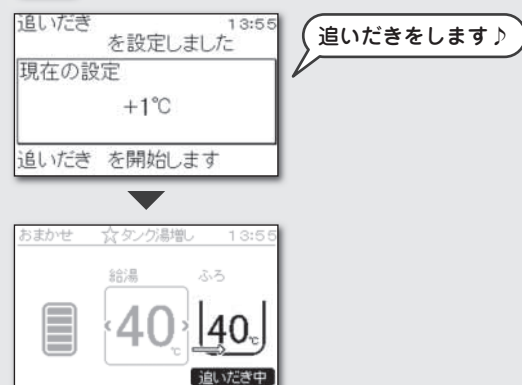 追いだき 13:55
を設定しました
現在の設定
+1℃
追いだき を開始します
追いだきをします♪
おまかせ ☆タンク湯増し 13:55
給湯 ふろ
40℃ 40℃
追いだき中